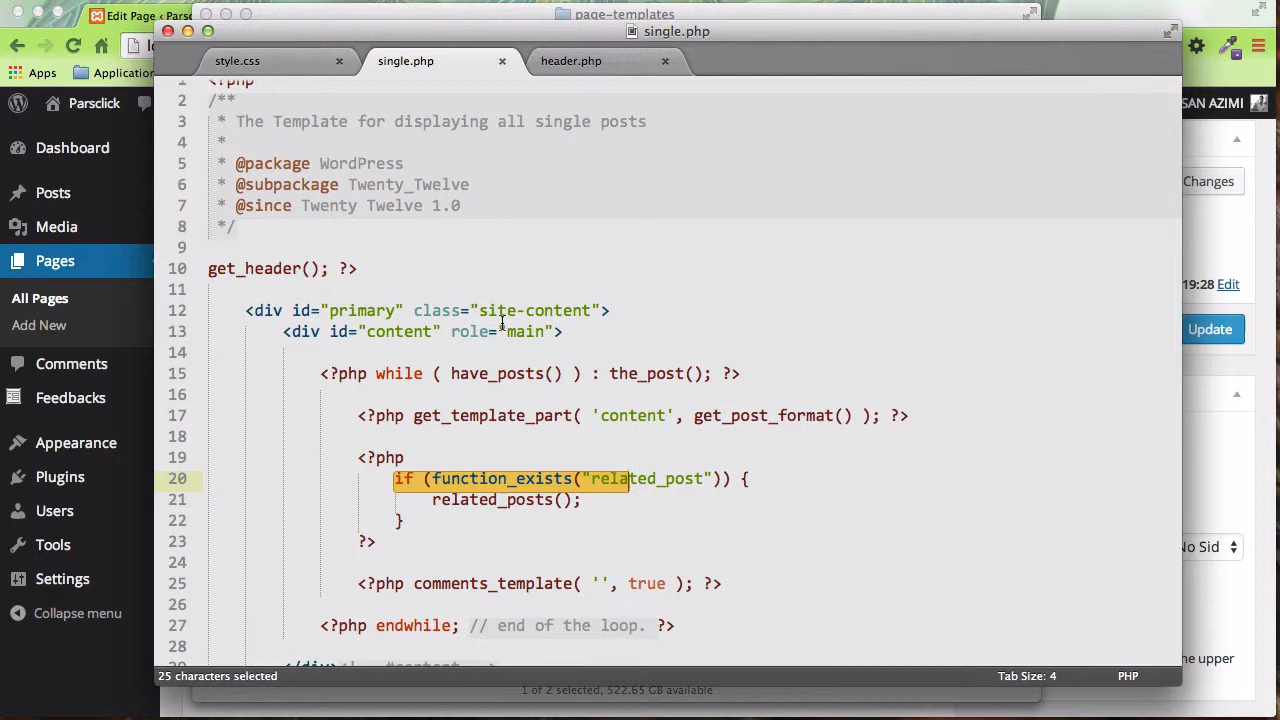 Edit Page ‹ Parsc
page-templates
single.php
style.css
single.php
header.php
Apps
Application
Parsclick
SAN AZIMI
Dashboard
Posts
Media
Pages
All Pages
Add New
Comments
Feedbacks
Appearance
Plugins
Users
Tools
Settings
Collapse menu
1 <?php
2 /**
3 * The Template for displaying all single posts
4 *
5 * @package WordPress
6 * @subpackage Twenty_Twelve
7 * @since Twenty Twelve 1.0
8 */
9
10 get_header(); ?>
11
12 <div id="primary" class="site-content">
13 <div id="content" role="main">
14
15 <?php while ( have_posts() ) : the_post(); ?>
16
17 <?php get_template_part( 'content', get_post_format() ); ?>
18
19 <?php
20 if (function_exists("related_post")) {
21 related_posts();
22 }
23 ?>
24
25 <?php comments_template( '', true ); ?>
26
27 <?php endwhile; // end of the loop. ?>
28
Changes
19:28 Edit
Update
No Sid
he upper
25 characters selected
Tab Size: 4
PHP
1 of 2 selected, 522.65 GB available